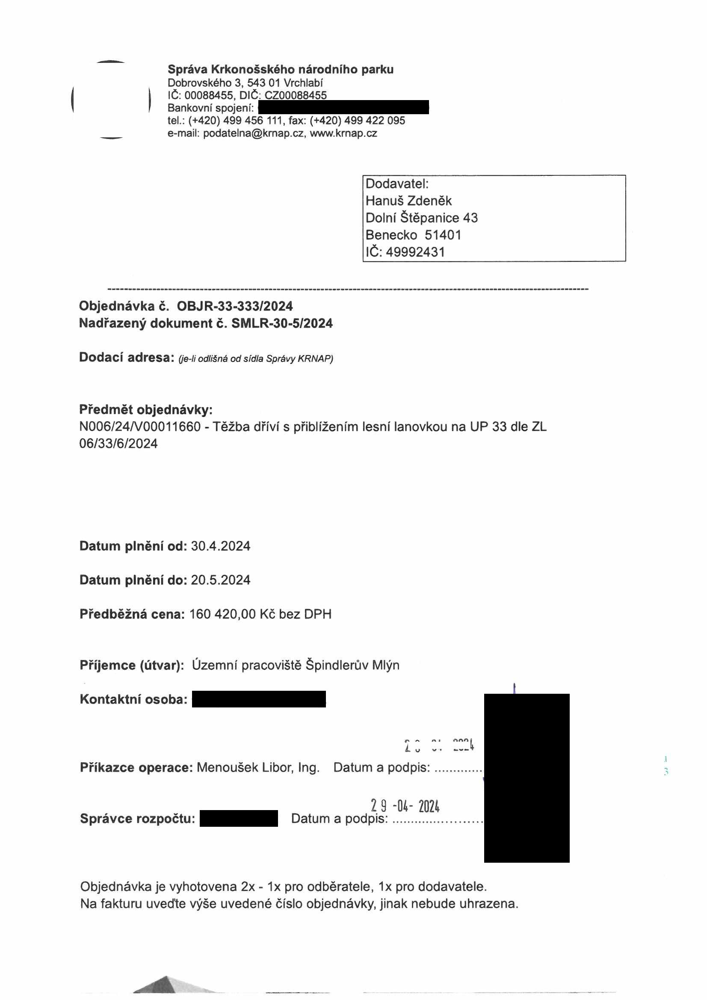 Správa Krkonošského národního parku
Dobrovského 3, 543 01 Vrchlabí
IČ: 00088455, DIČ: CZ00088455
Bankovní spojení:
tel.: (+420) 499 456 111, fax: (+420) 499 422 095
e-mail: podatelna@krnap.cz, www.krnap.cz
Dodavatel:
Hanuš Zdeněk
Dolní Štěpanice 43
Benecko 51401
IČ: 49992431
Objednávka č. OBJR-33-333/2024
Nadřazený dokument č. SMLR-30-5/2024
Dodací adresa: (je-li odlišná od sídla Správy KRNAP)
Předmět objednávky:
N006/24/V00011660 - Těžba dříví s přiblížením lesní lanovkou na UP 33 dle ZL
06/33/6/2024
Datum plnění od: 30.4.2024
Datum plnění do: 20.5.2024
Předběžná cena: 160 420,00 Kč bez DPH
Příjemce (útvar): Územní pracoviště Špindlerův Mlýn
Kontaktní osoba:
Příkazce operace: Menoušek Libor, Ing. Datum a podpis: .............
29 -04- 2024
Správce rozpočtu: Datum a podpis: ........................
Objednávka je vyhotovena 2x - 1x pro odběratele, 1x pro dodavatele.
Na fakturu uveďte výše uvedené číslo objednávky, jinak nebude uhrazena.